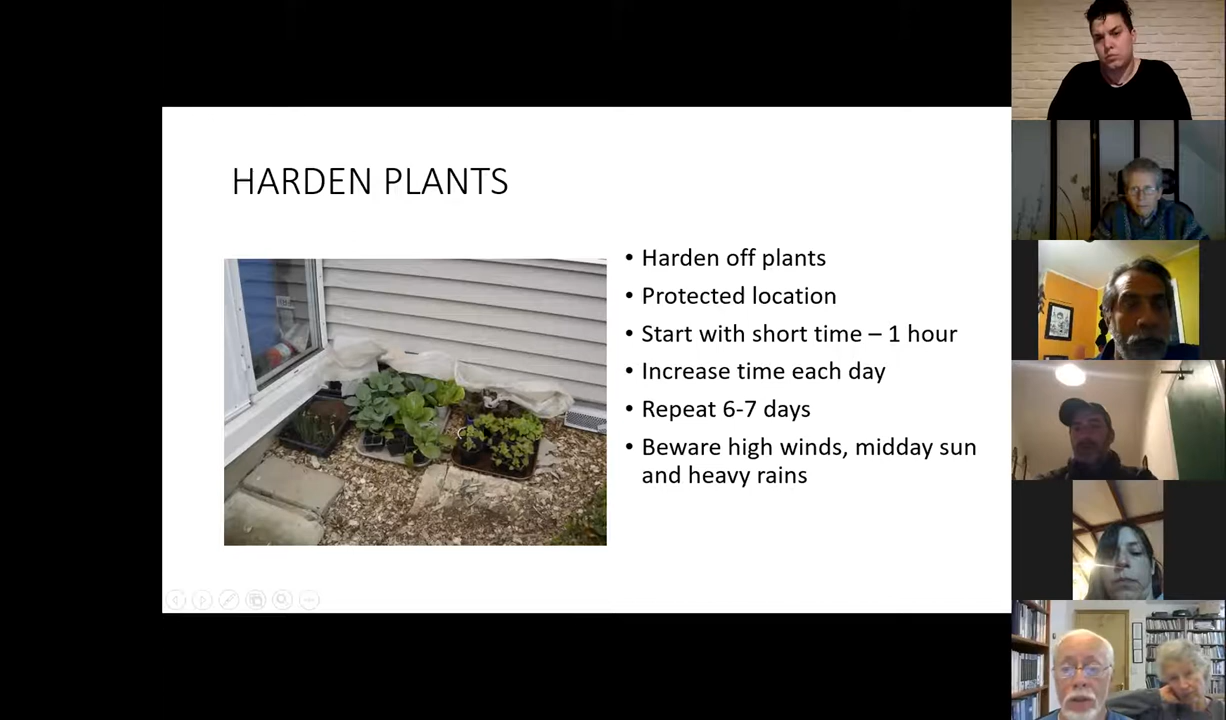 HARDEN PLANTS
• Harden off plants
• Protected location
• Start with short time – 1 hour
• Increase time each day
• Repeat 6-7 days
• Beware high winds, midday sun
and heavy rains